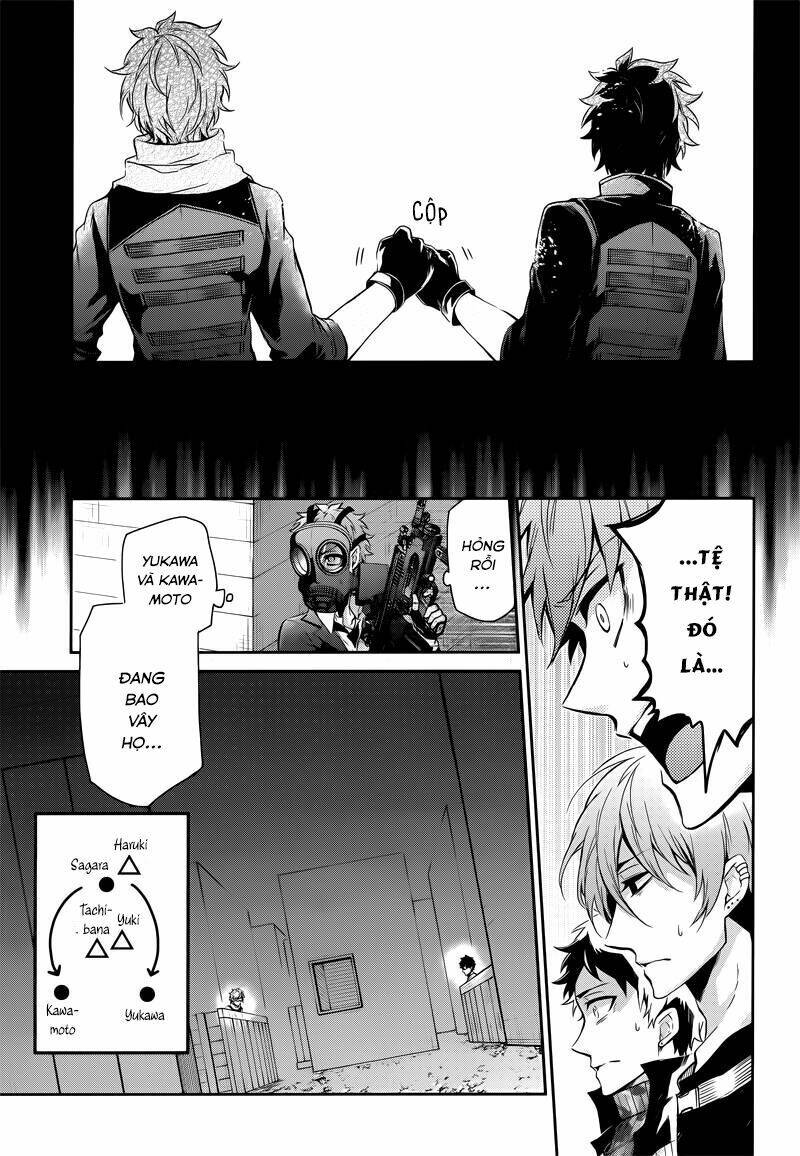 CỘP
...TỆ
THẬT!
ĐÓ
LÀ...
HỎNG
RỒI
...
YUKAWA
VÀ KAWA-
MOTO
ĐANG
BAO
VÂY
HỌ...
Haruki
Sagara
Tachi-
bana
Yuki
Kawa-
moto
Yukawa